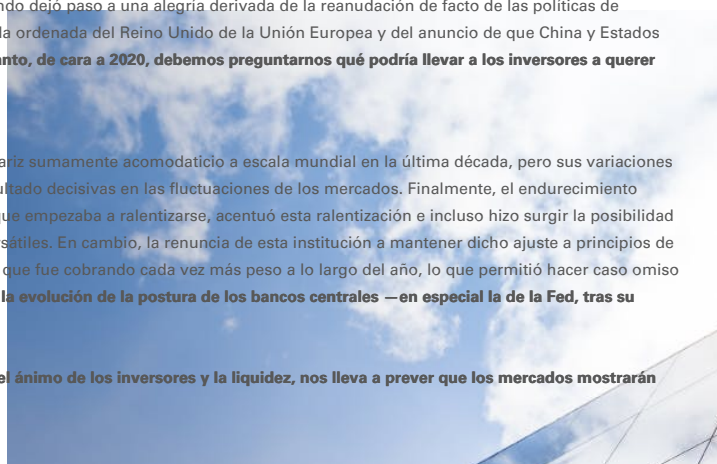 ndo dejó paso a una alegría derivada de la reanudación de facto de las políticas de
la ordenada del Reino Unido de la Unión Europea y del anuncio de que China y Estados
anto, de cara a 2020, debemos preguntarnos qué podría llevar a los inversores a querer
ariz sumamente acomodaticio a escala mundial en la última década, pero sus variaciones
ultado decisivas en las fluctuaciones de los mercados. Finalmente, el endurecimiento
que empezaba a ralentizarse, acentuó esta ralentización e incluso hizo surgir la posibilidad
rsátiles. En cambio, la renuncia de esta institución a mantener dicho ajuste a principios de
que fue cobrando cada vez más peso a lo largo del año, lo que permitió hacer caso omiso
la evolución de la postura de los bancos centrales —en especial la de la Fed, tras su
el ánimo de los inversores y la liquidez, nos lleva a prever que los mercados mostrarán